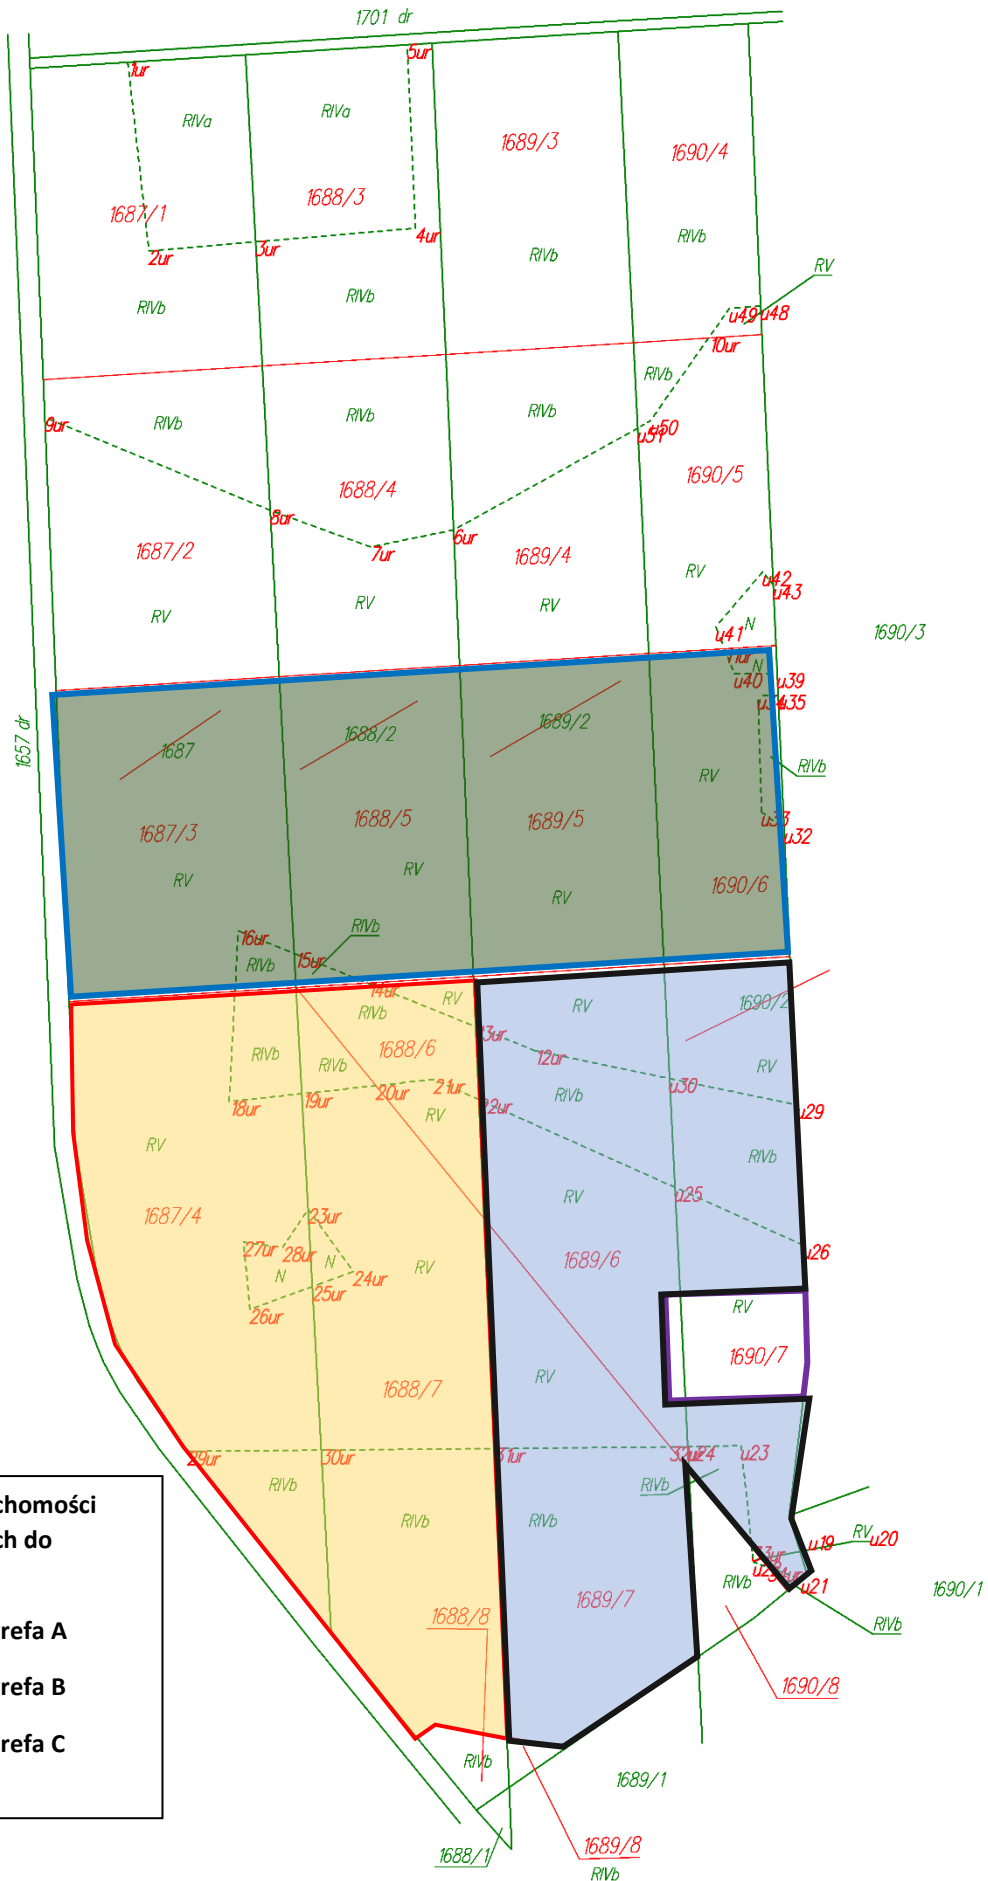 1701 dr
5ur
1ur
RIVa
RIVa
1689/3
1690/4
1688/3
1687/1
4ur
3ur
2ur
RIVb
RIVb
RV
RIVb
RIVb
u49
u48
10ur
RIVb
9ur
RIVb
RIVb
RIVb
u50
u51
1690/5
1688/4
8ur
6ur
7ur
1687/2
1689/4
RV
RV
RV
RV
u42
u43
N
u41
1690/3
11ur
N
u40
u39
u34
u35
1657 dr
1687
1688/2
1689/2
RIVb
RV
1687/3
1688/5
1689/5
u33
u32
RV
RV
RV
1690/6
16ur
RIVb
15ur
RIVb
14ur
RV
RV
1690/2
RIVb
13ur
1688/6
RIVb
RIVb
12ur
RV
u30
RIVb
18ur
19ur
20ur
21ur
22ur
RV
u29
RV
RIVb
RV
u25
1687/4
23ur
27ur
28ur
N
N
24ur
25ur
26ur
RV
1689/6
u26
RV
1690/7
RV
1688/7
29ur
30ur
31ur
32ur
u24
u23
RIVb
RIVb
RIVb
RIVb
chomości
ch do
u19
RV
u20
33ur
RIVb
u21
1690/1
1689/7
1688/8
RIVb
refa A
refa B
1690/8
refa C
RIVb
1689/1
1688/1
1689/8
RIVb